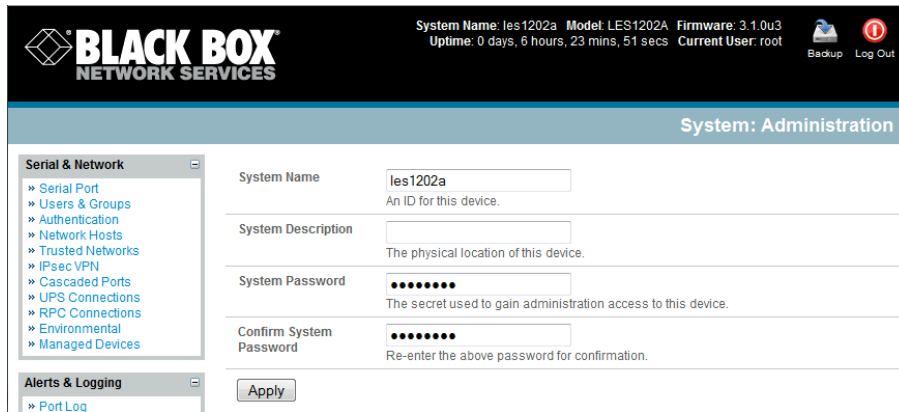 BLACK BOX
NETWORK SERVICES
System Name: les1202a Model: LES1202A Firmware: 3.1.0u3
Uptime: 0 days, 6 hours, 23 mins, 51 secs Current User: root
Backup
Log Out
System: Administration
Serial & Network
» Serial Port
» Users & Groups
» Authentication
» Network Hosts
» Trusted Networks
» IPsec VPN
» Cascaded Ports
» UPS Connections
» RPC Connections
» Environmental
» Managed Devices
Alerts & Logging
» Port Log
System Name
les1202a
An ID for this device.
System Description
The physical location of this device.
System Password
••••••••
The secret used to gain administration access to this device.
Confirm System
Password
••••••••
Re-enter the above password for confirmation.
Apply